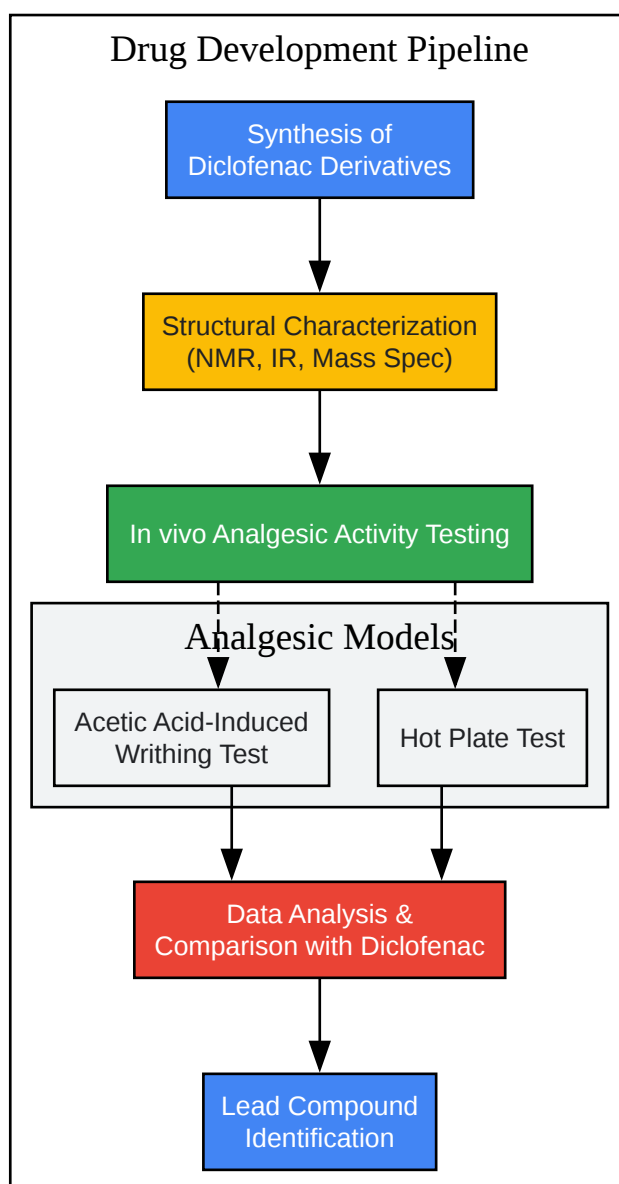 Drug Development Pipeline
Synthesis of
Diclofenac Derivatives
Structural Characterization
(NMR, IR, Mass Spec)
In vivo Analgesic Activity Testing
Analgesic Models
Acetic Acid-Induced
Writhing Test
Hot Plate Test
Data Analysis &
Comparison with Diclofenac
Lead Compound
Identification